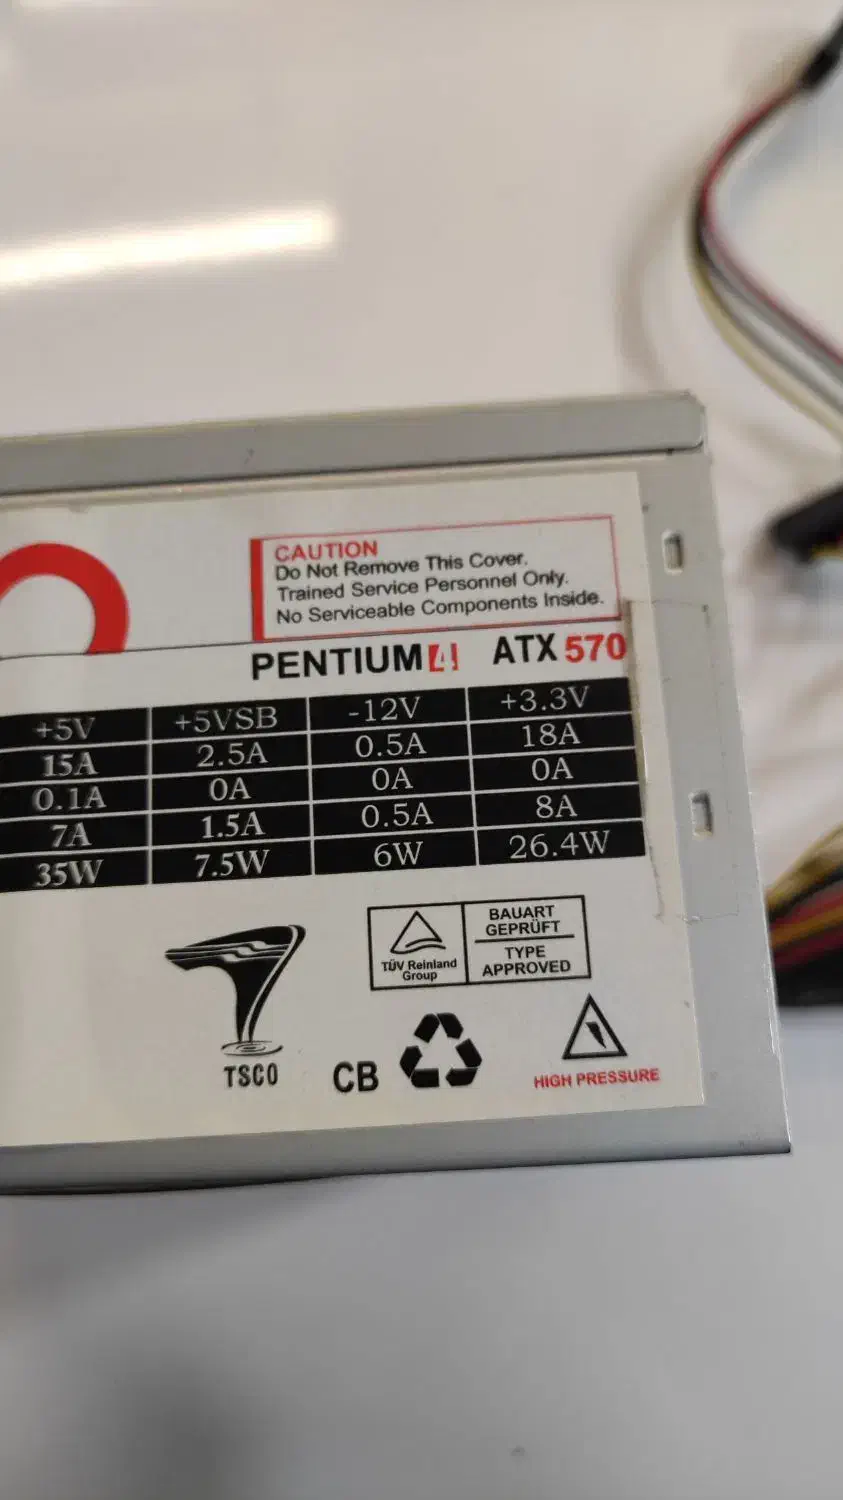 CAUTION
Do Not Remove This Cover.
Trained Service Personnel Only.
No Serviceable Components Inside.
PENTIUM4! ATX 570
+5V +5VSB -12V +3.3V
15A 2.5A 0.5A 18A
0.1A 0A 0A 0A
7A 1.5A 0.5A 8A
35W 7.5W 6W 26.4W
TÜV Reinland
Group
BAUART
GEPRÜFT
TYPE
APPROVED
TSCO
CB
HIGH PRESSURE